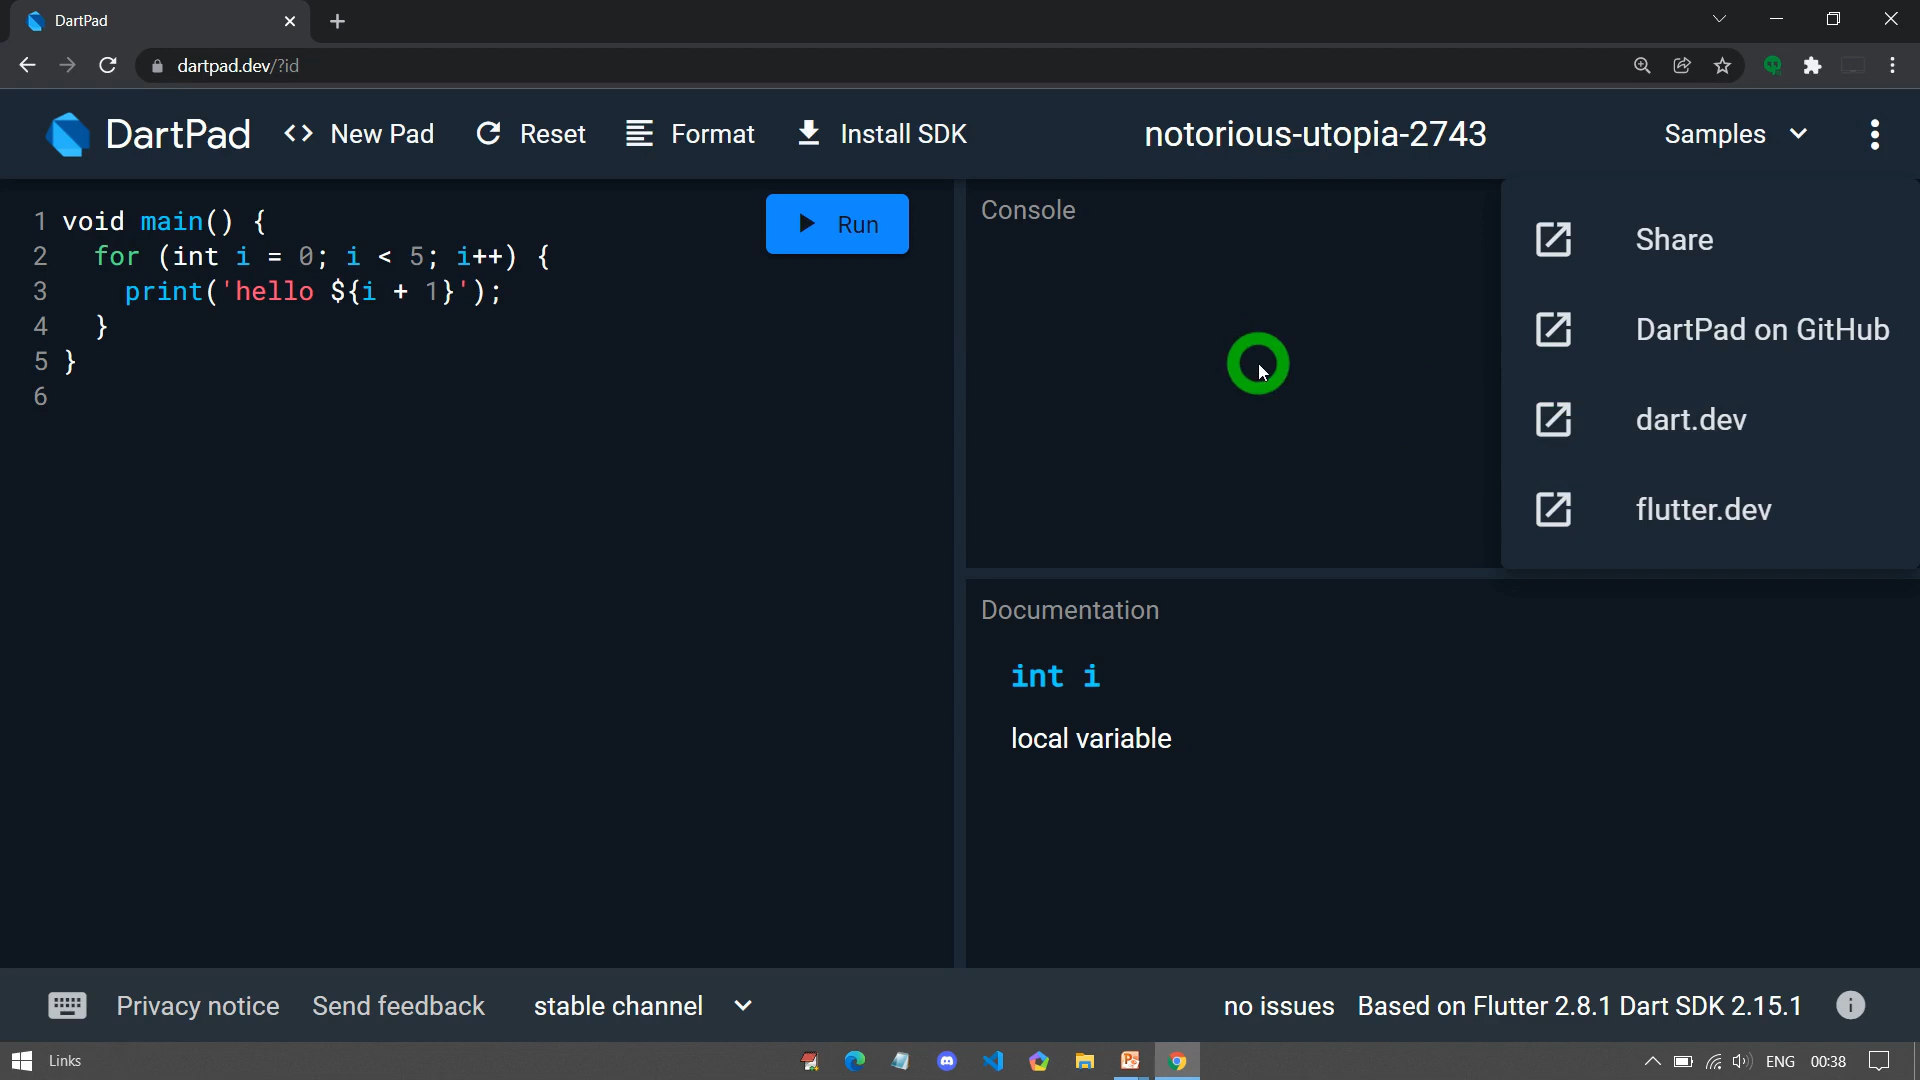 DartPad
dartpad.dev/?id
DartPad
New Pad
Reset
Format
Install SDK
notorious-utopia-2743
Samples
1 void main() {
2   for (int i = 0; i < 5; i++) {
3     print('hello ${i + 1}');
4   }
5 }
6
Run
Console
Share
DartPad on GitHub
dart.dev
flutter.dev
Documentation
int i
local variable
Privacy notice
Send feedback
stable channel
no issues
Based on Flutter 2.8.1 Dart SDK 2.15.1
Links
ENG
00:38